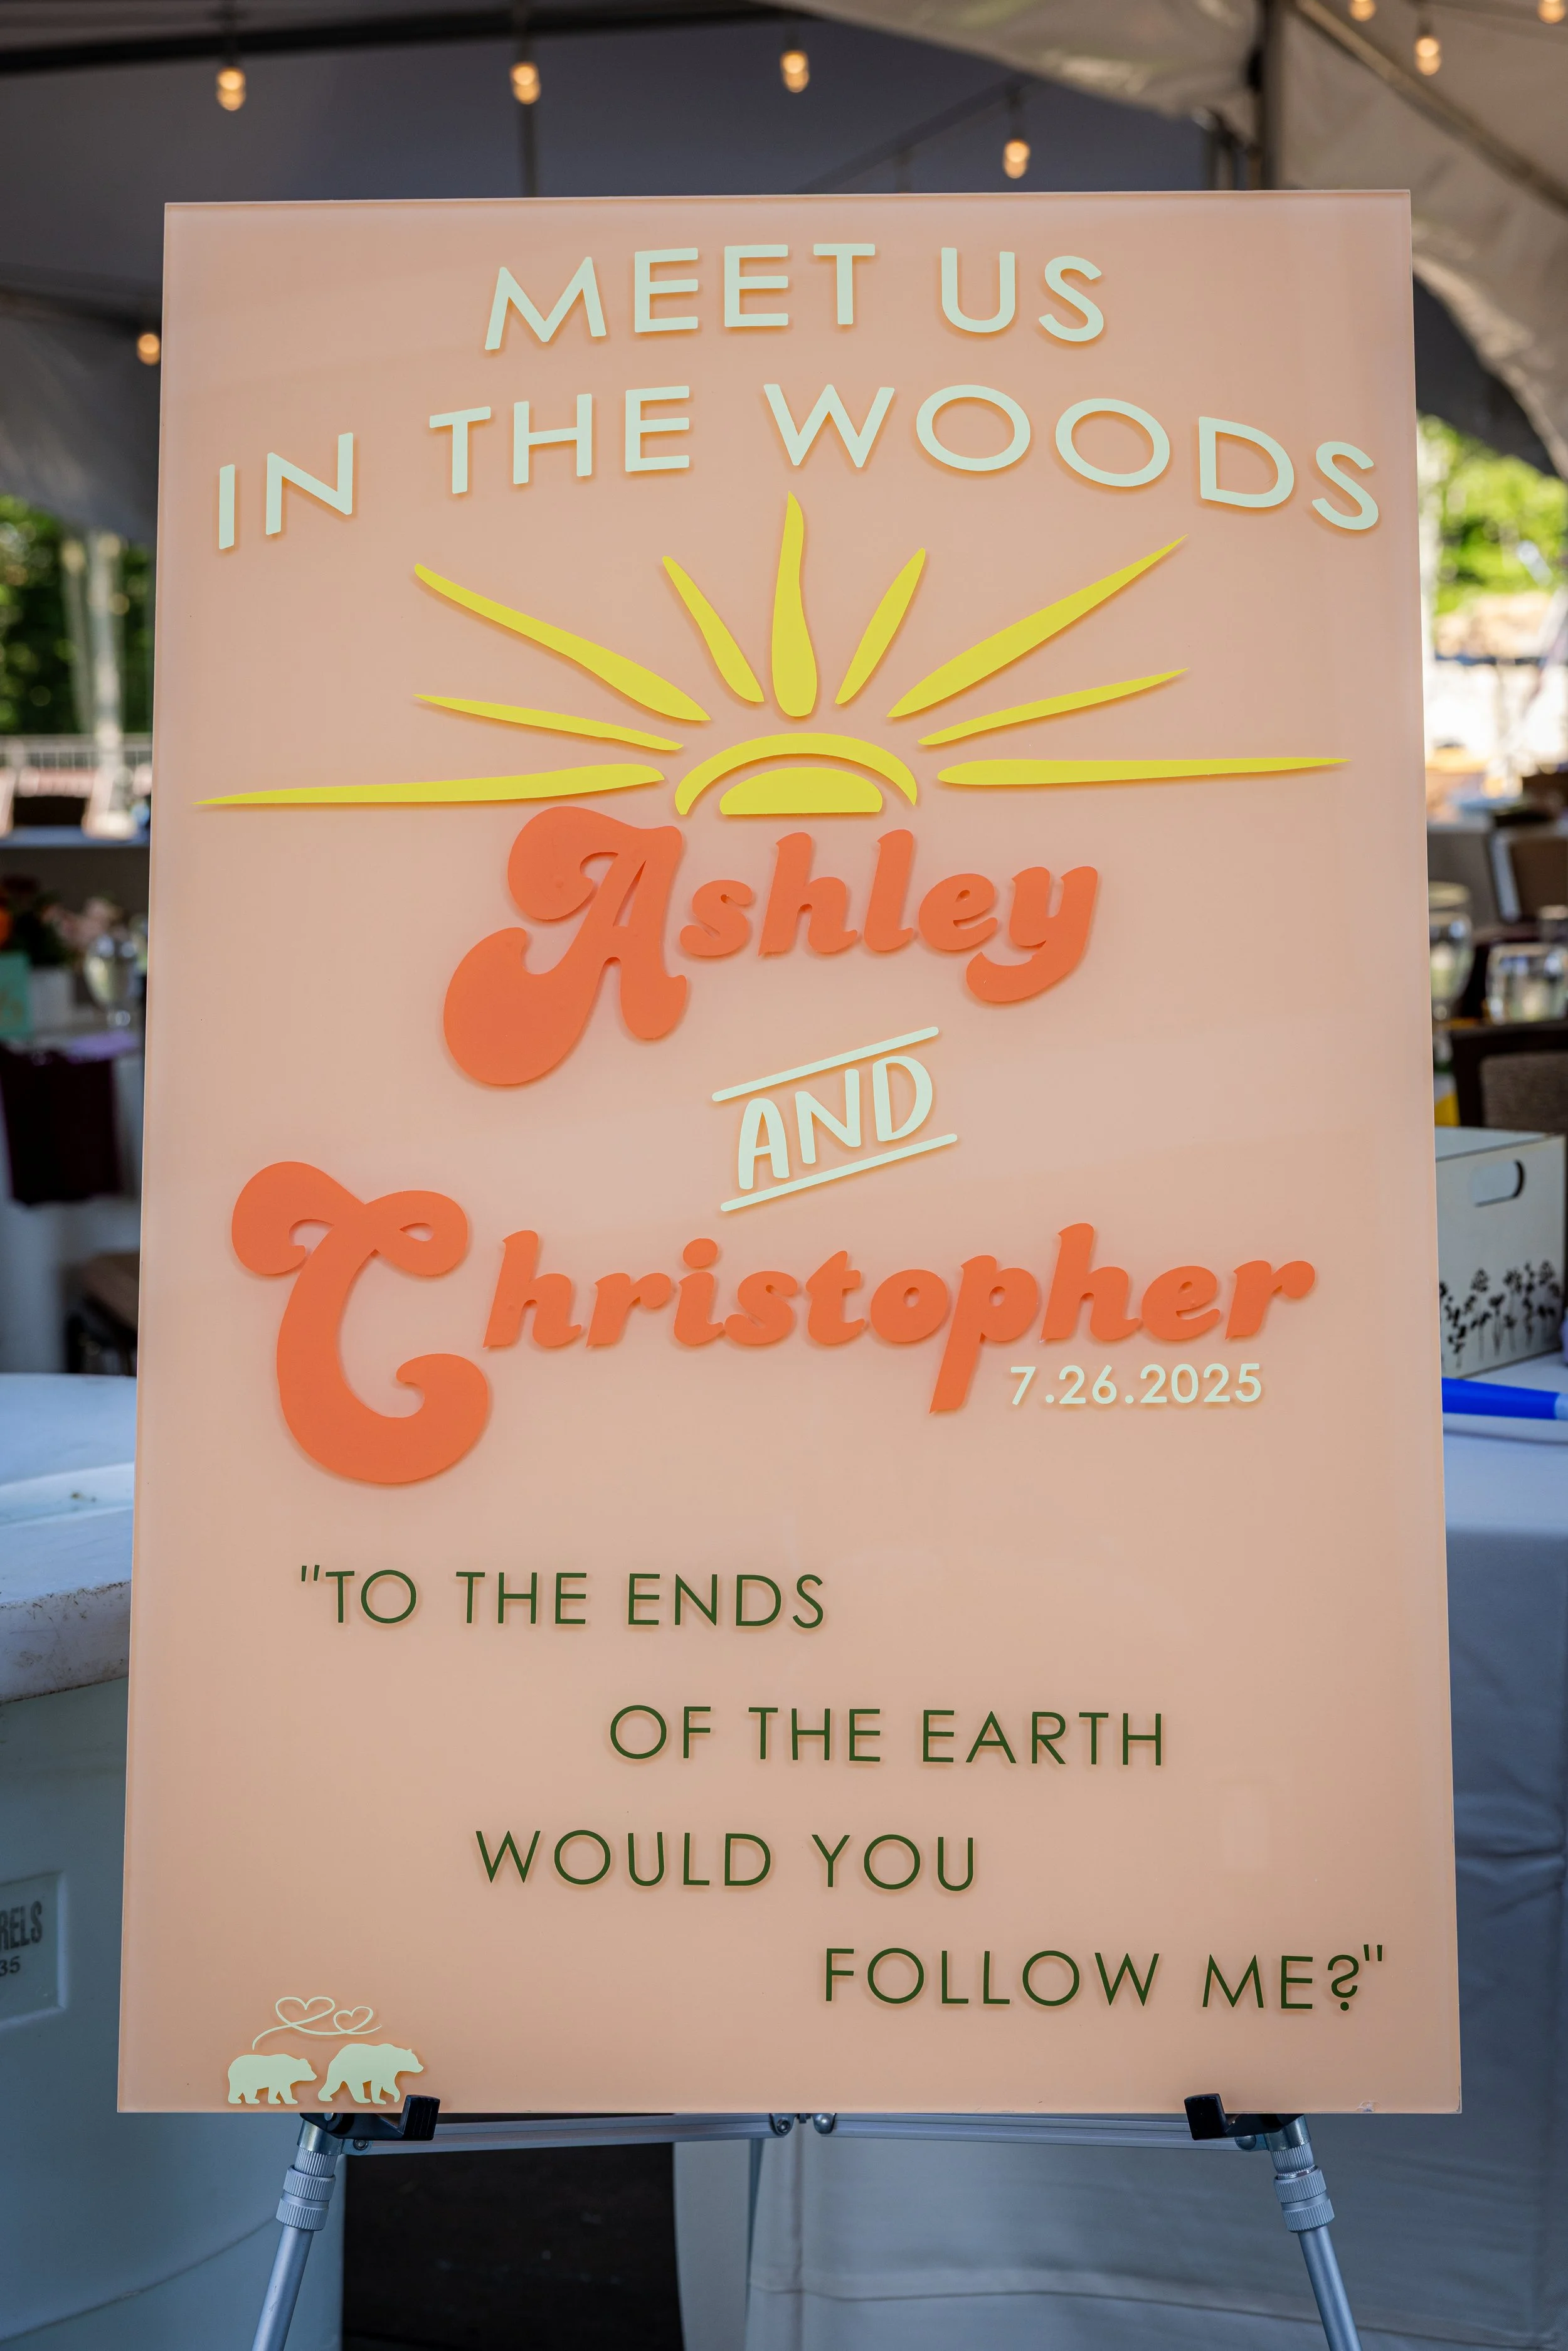 MEET US
IN THE WOODS
Ashley
AND
Christopher
7.26.2025
"TO THE ENDS
OF THE EARTH
WOULD YOU
FOLLOW ME?"